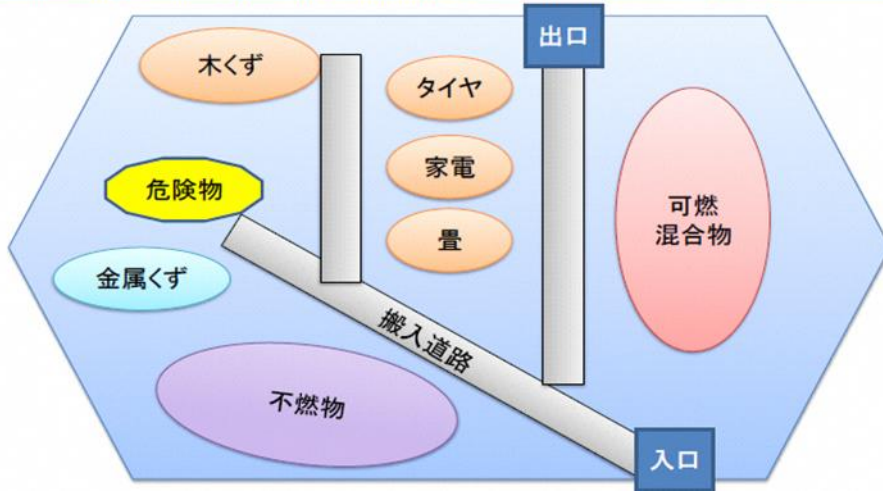 出口
木くず
タイヤ
家電
畳
危険物
可燃
混合物
金属くず
搬入道路
不燃物
入口